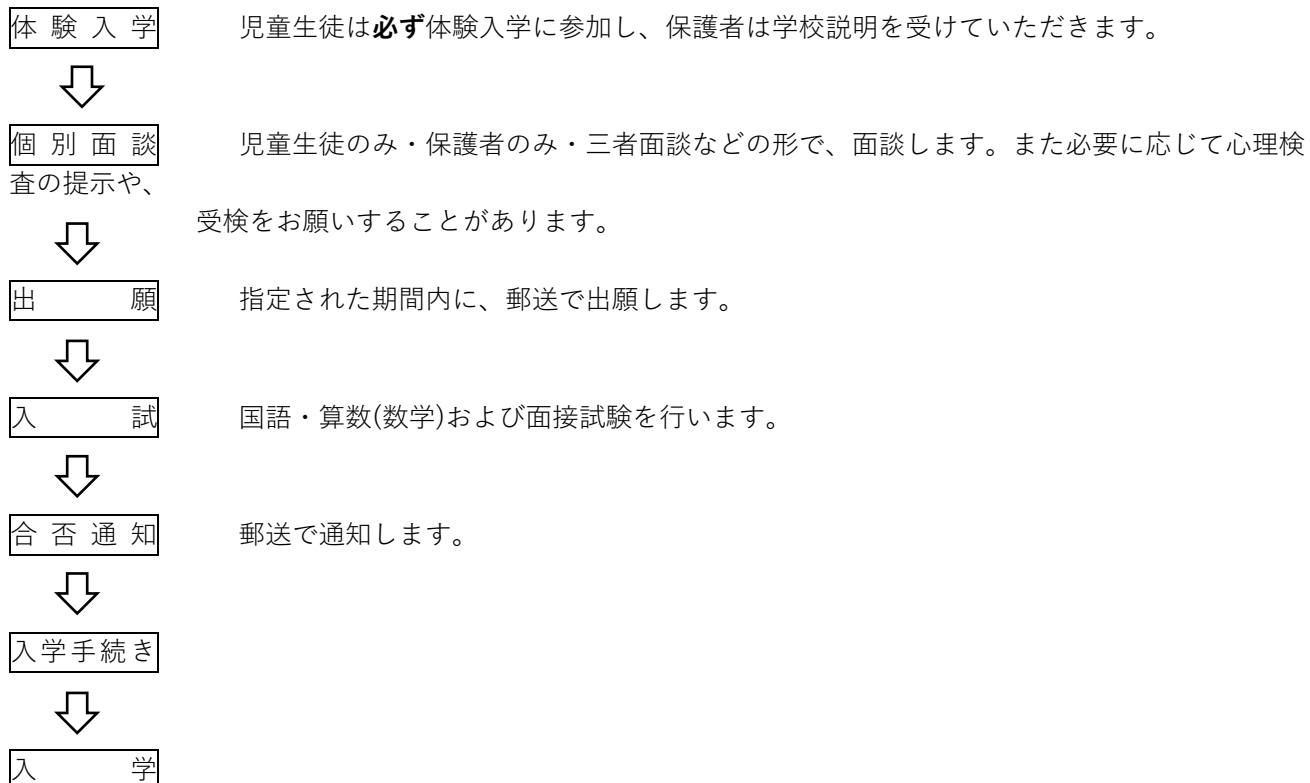 体験入学 児童生徒は必ず体験入学に参加し、保護者は学校説明を受けていただきます。
個別面談 児童生徒のみ・保護者のみ・三者面談などの形で、面談します。また必要に応じて心理検
査の提示や、
受検をお願いすることがあります。
出願 指定された期間内に、郵送で出願します。
入試 国語・算数(数学)および面接試験を行います。
合否通知 郵送で通知します。
入学手続き
入学